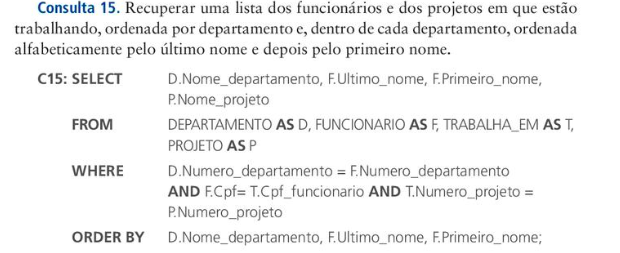 Consulta 15. Recuperar uma lista dos funcionários e dos projetos em que estão
trabalhando, ordenada por departamento e, dentro de cada departamento, ordenada
alfabeticamente pelo último nome e depois pelo primeiro nome.
C15: SELECT D.Nome_departamento, F.Ultimo_nome, F.Primeiro_nome,
P.Nome_projeto
FROM DEPARTAMENTO AS D, FUNCIONARIO AS F, TRABALHA_EM AS T,
PROJETO AS P
WHERE D.Numero_departamento = F.Numero_departamento
AND F.Cpf= T.Cpf_funcionario AND T.Numero_projeto =
P.Numero_projeto
ORDER BY D.Nome_departamento, F.Ultimo_nome, F.Primeiro_nome;